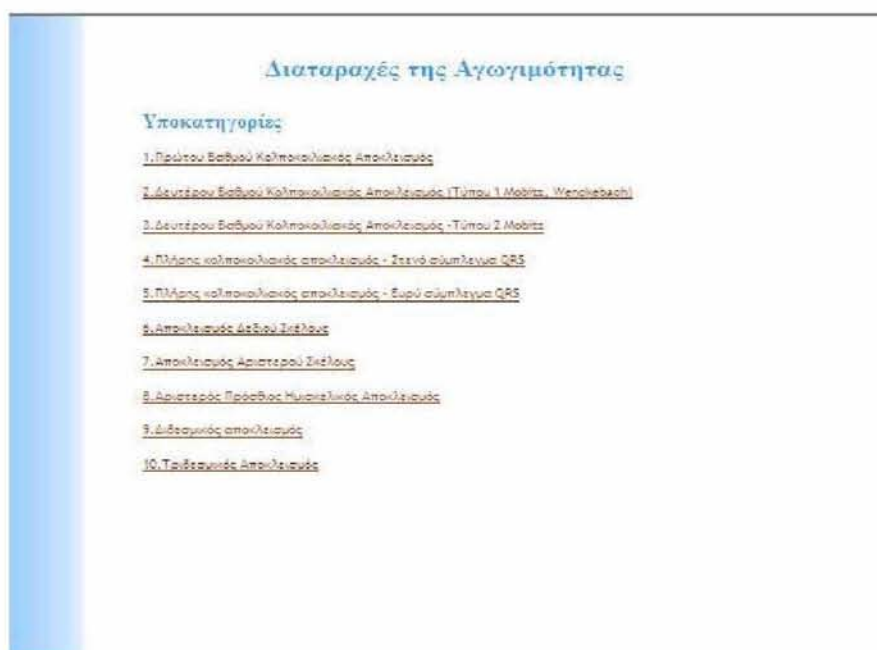 Διαταραχές της Αγωγιμότητας
Υποκατηγορίες
1.Πρώτου Βαθμού Κολποκοιλιακός Αποκλεισμός
2.Δευτέρου Βαθμού Κολποκοιλιακός Αποκλεισμός (Τύπου 1 Mobitz, Wenckebach)
3.Δευτέρου Βαθμού Κολποκοιλιακός Αποκλεισμός -Τύπου 2 Mobitz
4.Πλήρης κολποκοιλιακός αποκλεισμός - Στενό σύμπλεγμα QRS
5.Πλήρης κολποκοιλιακός αποκλεισμός - Ευρύ σύμπλεγμα QRS
6.Αποκλεισμός Δεξιού Σκέλους
7.Αποκλεισμός Αριστερού Σκέλους
8.Αριστερός Πρόσθιος Ημισκελικός Αποκλεισμός
9.Διδεσμικός αποκλεισμός
10.Τριδεσμικός Αποκλεισμός